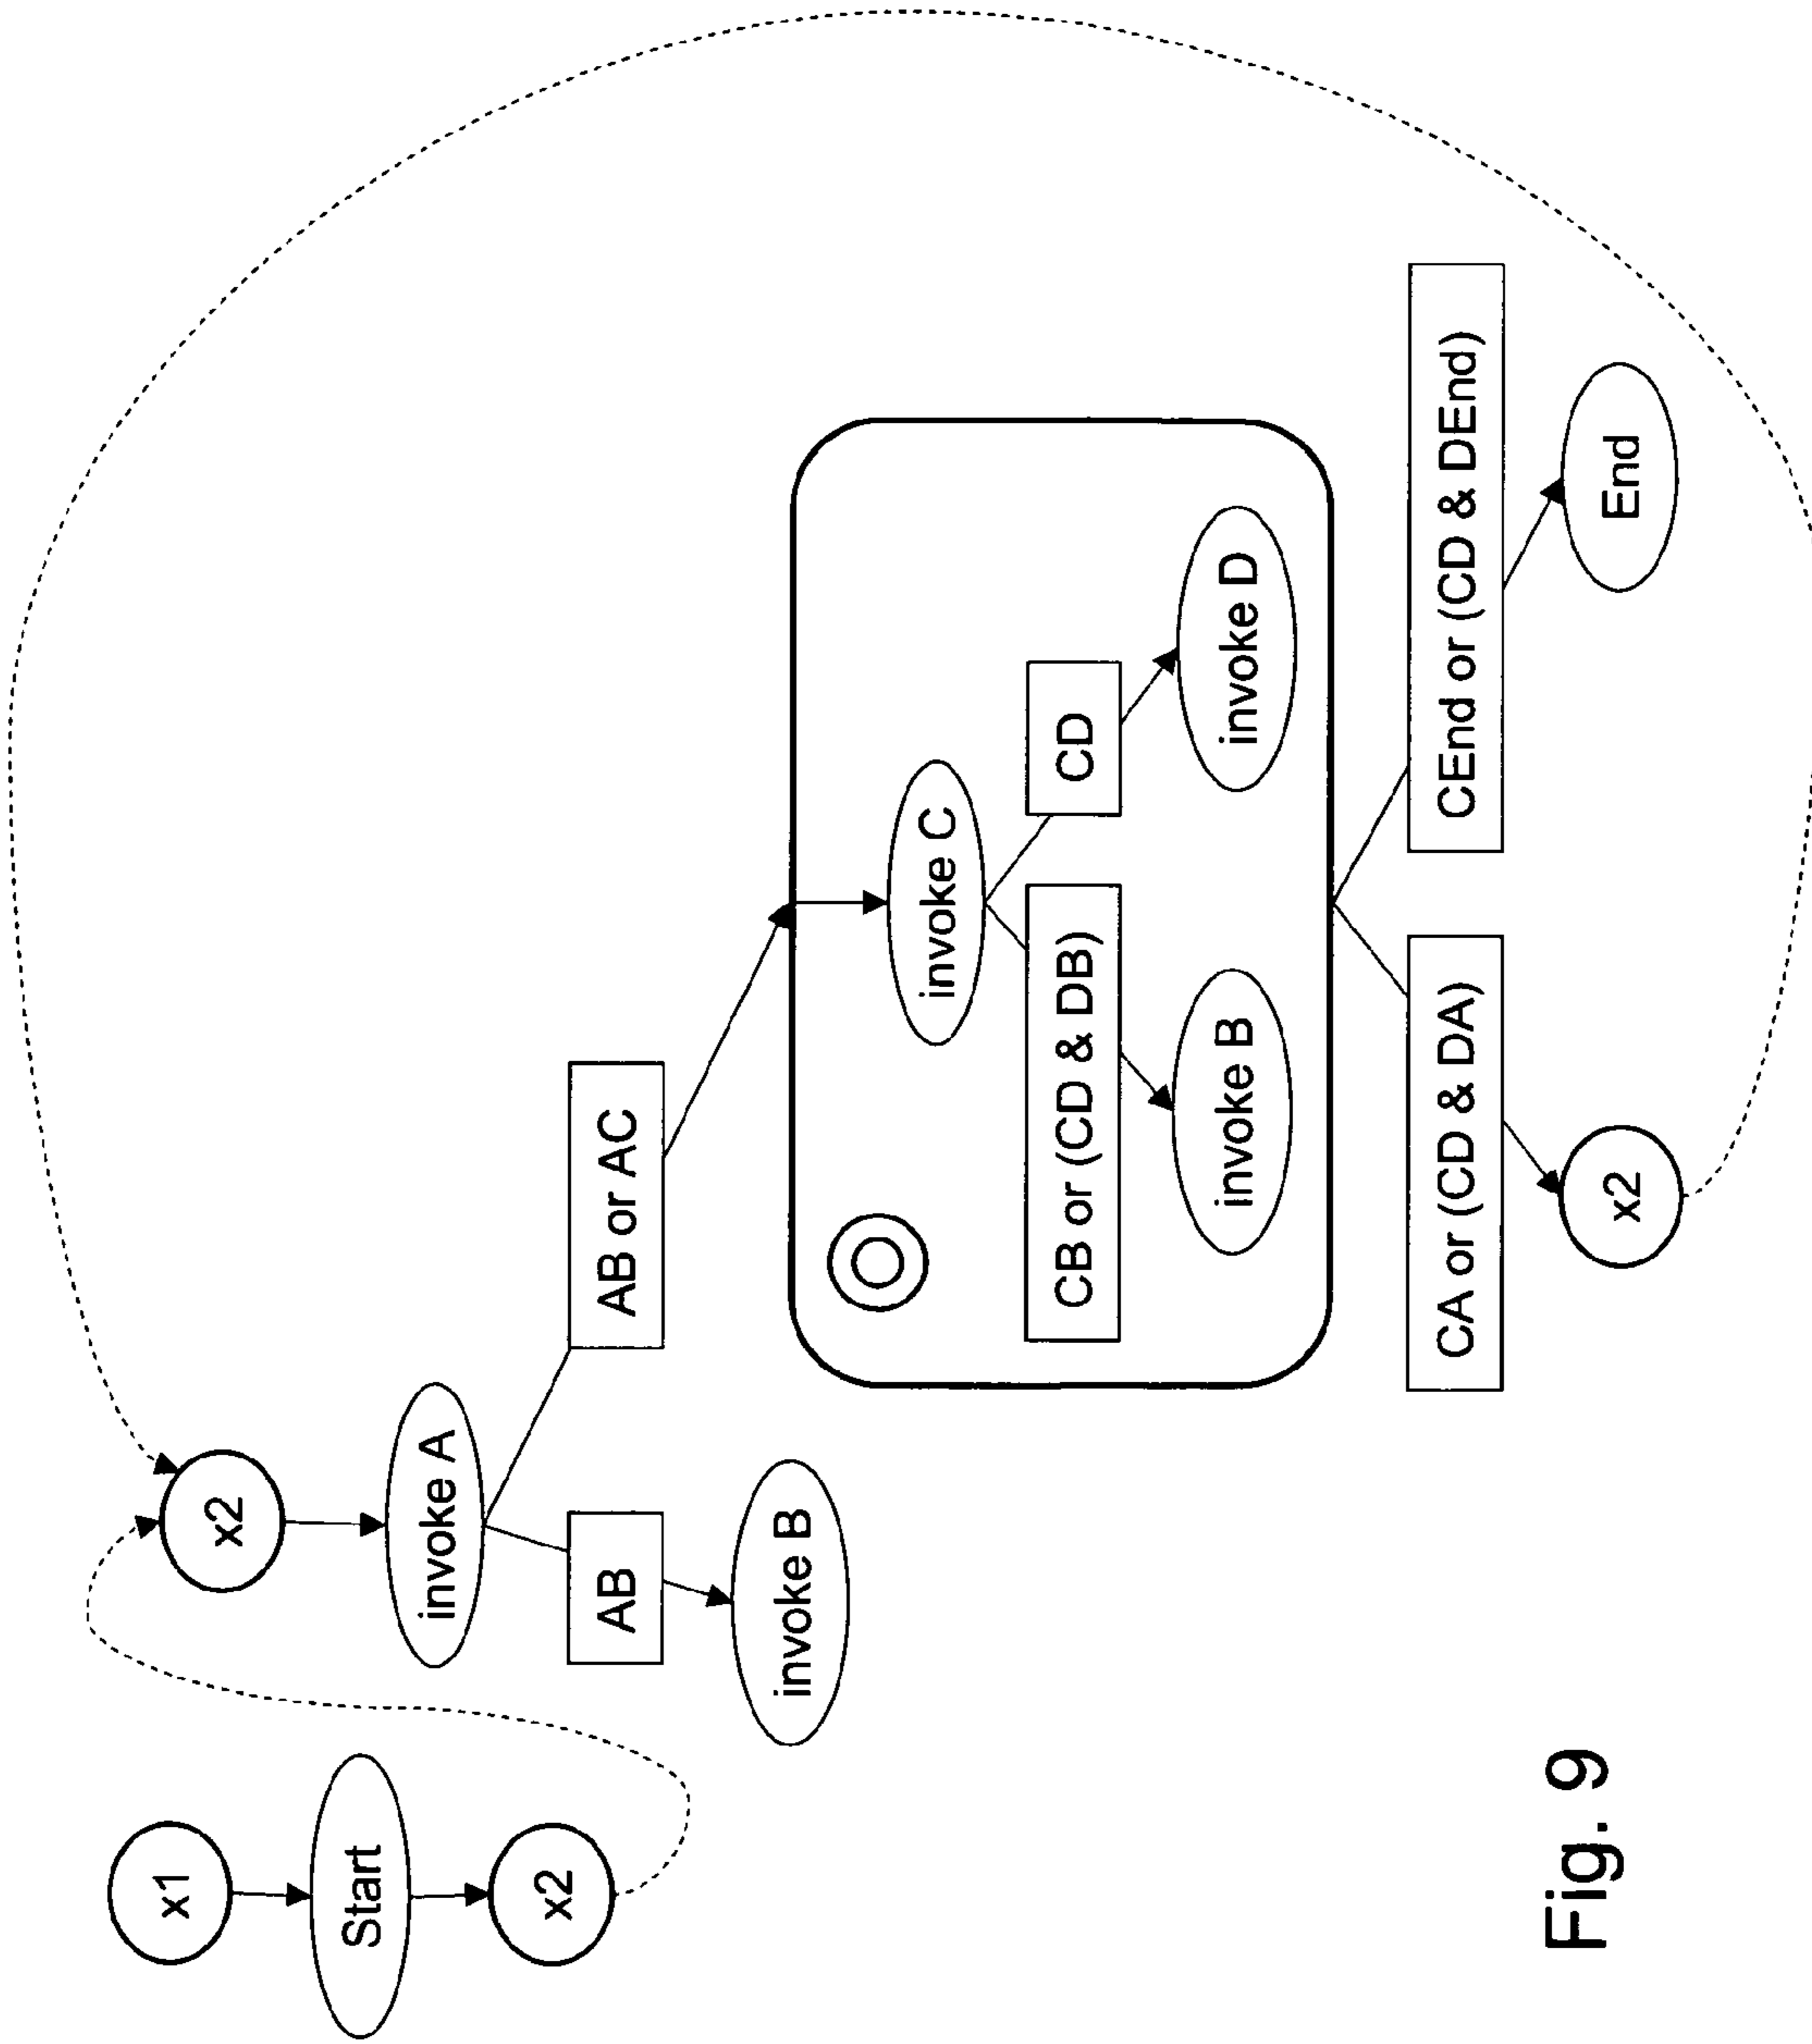 x1
Start
x2
x2
invoke A
AB
AB or AC
invoke B
invoke C
CB or (CD & DB)
CD
invoke B
invoke D
CA or (CD & DA)
CEnd or (CD & DEnd)
x2
End
Fig. 9